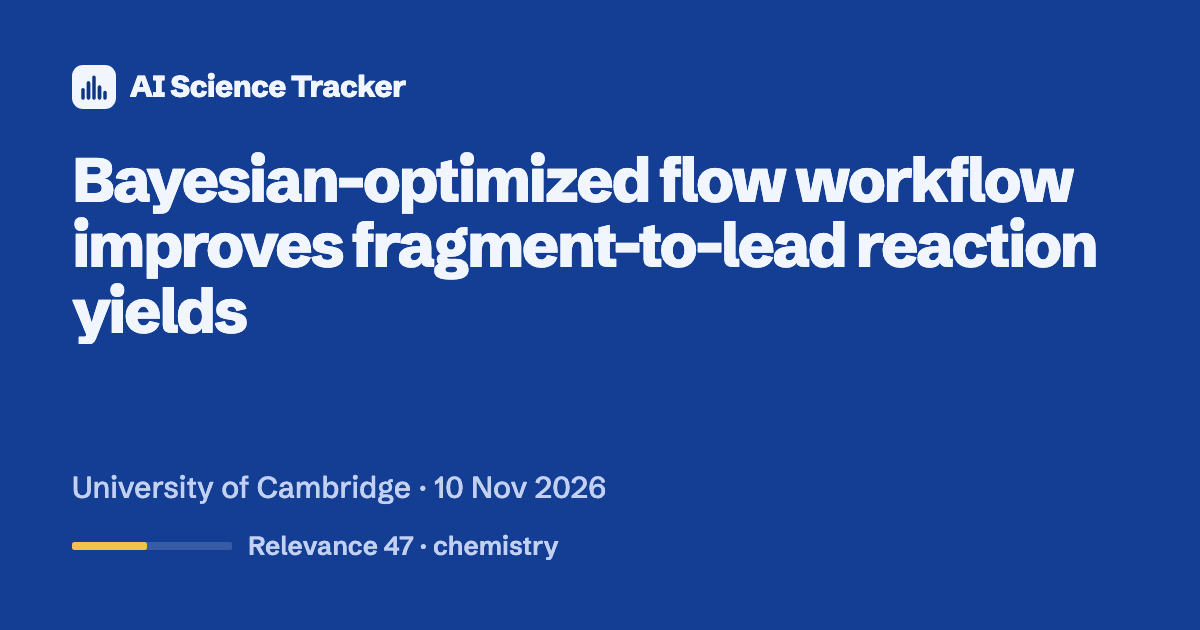 AI Science Tracker
Bayesian-optimized flow workflow
improves fragment-to-lead reaction
yields
University of Cambridge · 10 Nov 2026
Relevance 47 · chemistry